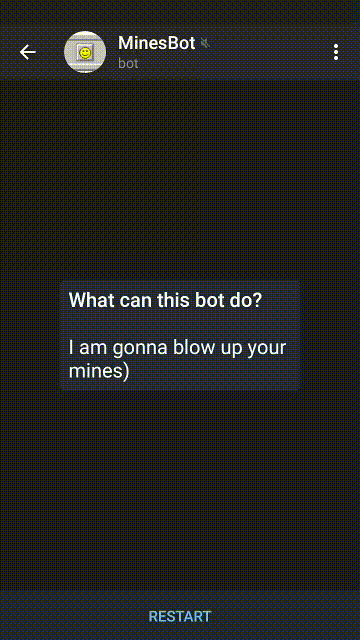 MinesBot
bot
What can this bot do?
I am gonna blow up your
mines)
RESTART